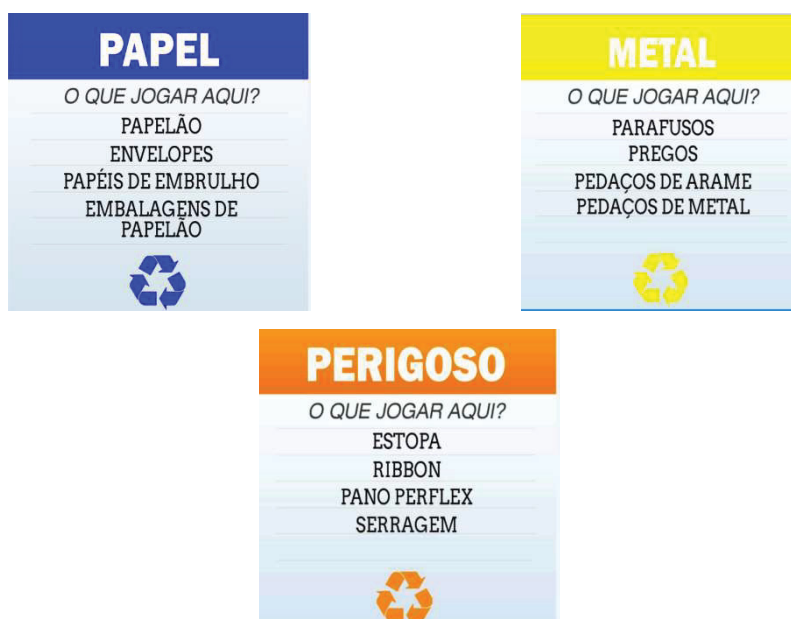 PAPEL
O QUE JOGAR AQUI?
PAPELÃO
ENVELOPES
PAPÉIS DE EMBRULHO
EMBALAGENS DE
PAPELÃO
METAL
O QUE JOGAR AQUI?
PARAFUSOS
PREGOS
PEDAÇOS DE ARAME
PEDAÇOS DE METAL
PERIGOSO
O QUE JOGAR AQUI?
ESTOPA
RIBBON
PANO PERFLEX
SERRAGEM